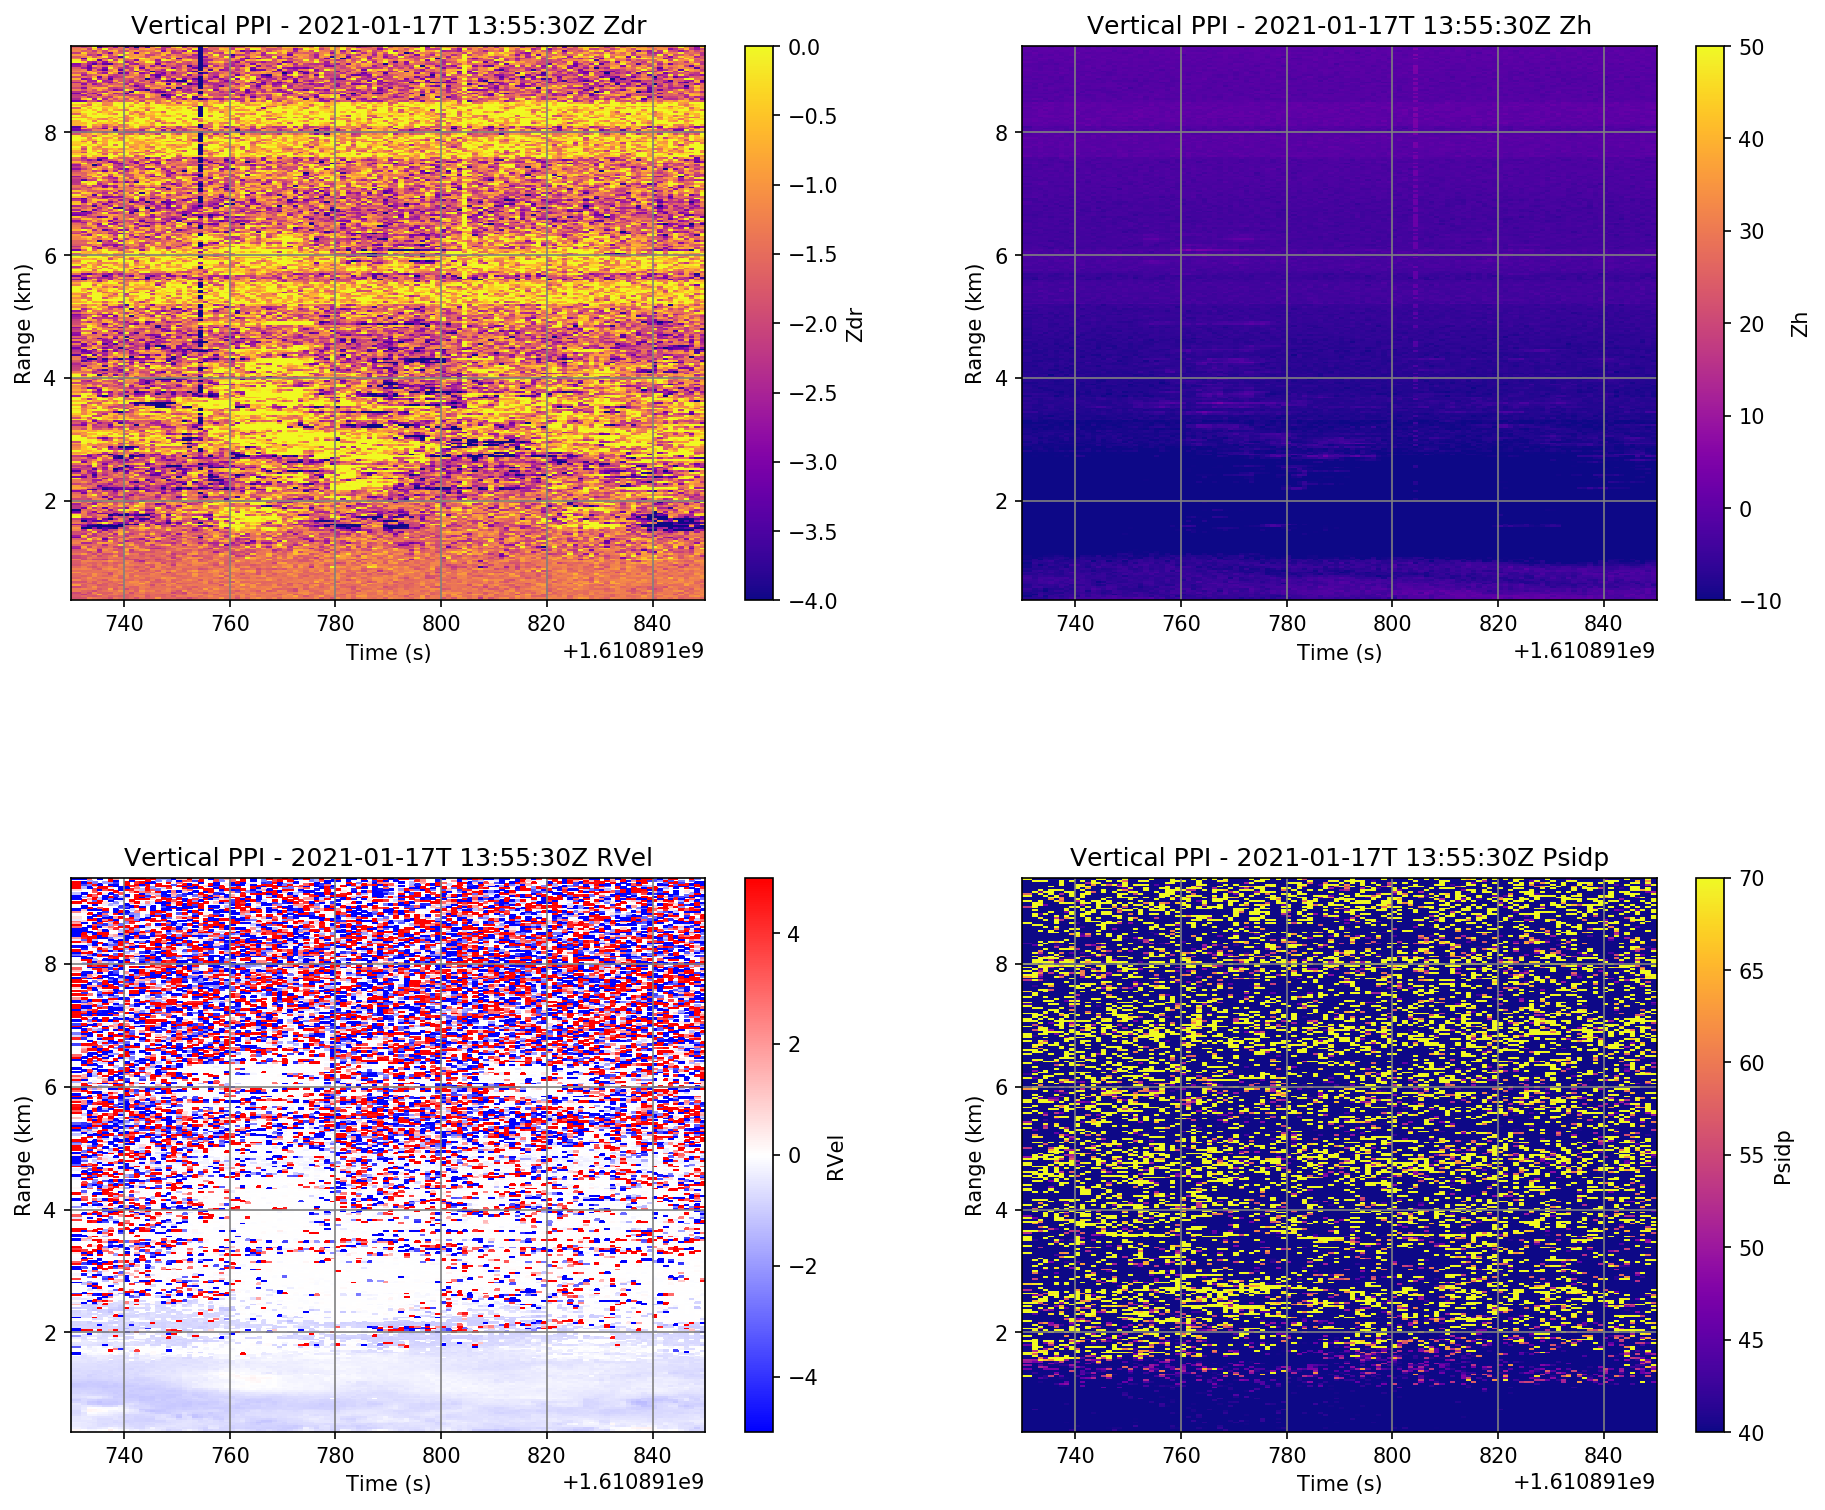 Vertical PPI - 2021-01-17T 13:55:30Z Zdr
Range (km)
8
6
4
2
740 760 780 800 820 840
Time (s)
+1.610891e9
0.0
−0.5
−1.0
−1.5
−2.0
−2.5
−3.0
−3.5
−4.0
Zdr
Vertical PPI - 2021-01-17T 13:55:30Z Zh
Range (km)
8
6
4
2
740 760 780 800 820 840
Time (s)
+1.610891e9
50
40
30
20
10
0
−10
Zh
Vertical PPI - 2021-01-17T 13:55:30Z RVel
Range (km)
8
6
4
2
740 760 780 800 820 840
Time (s)
+1.610891e9
4
2
0
−2
−4
RVel
Vertical PPI - 2021-01-17T 13:55:30Z Psidp
Range (km)
8
6
4
2
740 760 780 800 820 840
Time (s)
+1.610891e9
70
65
60
55
50
45
40
Psidp